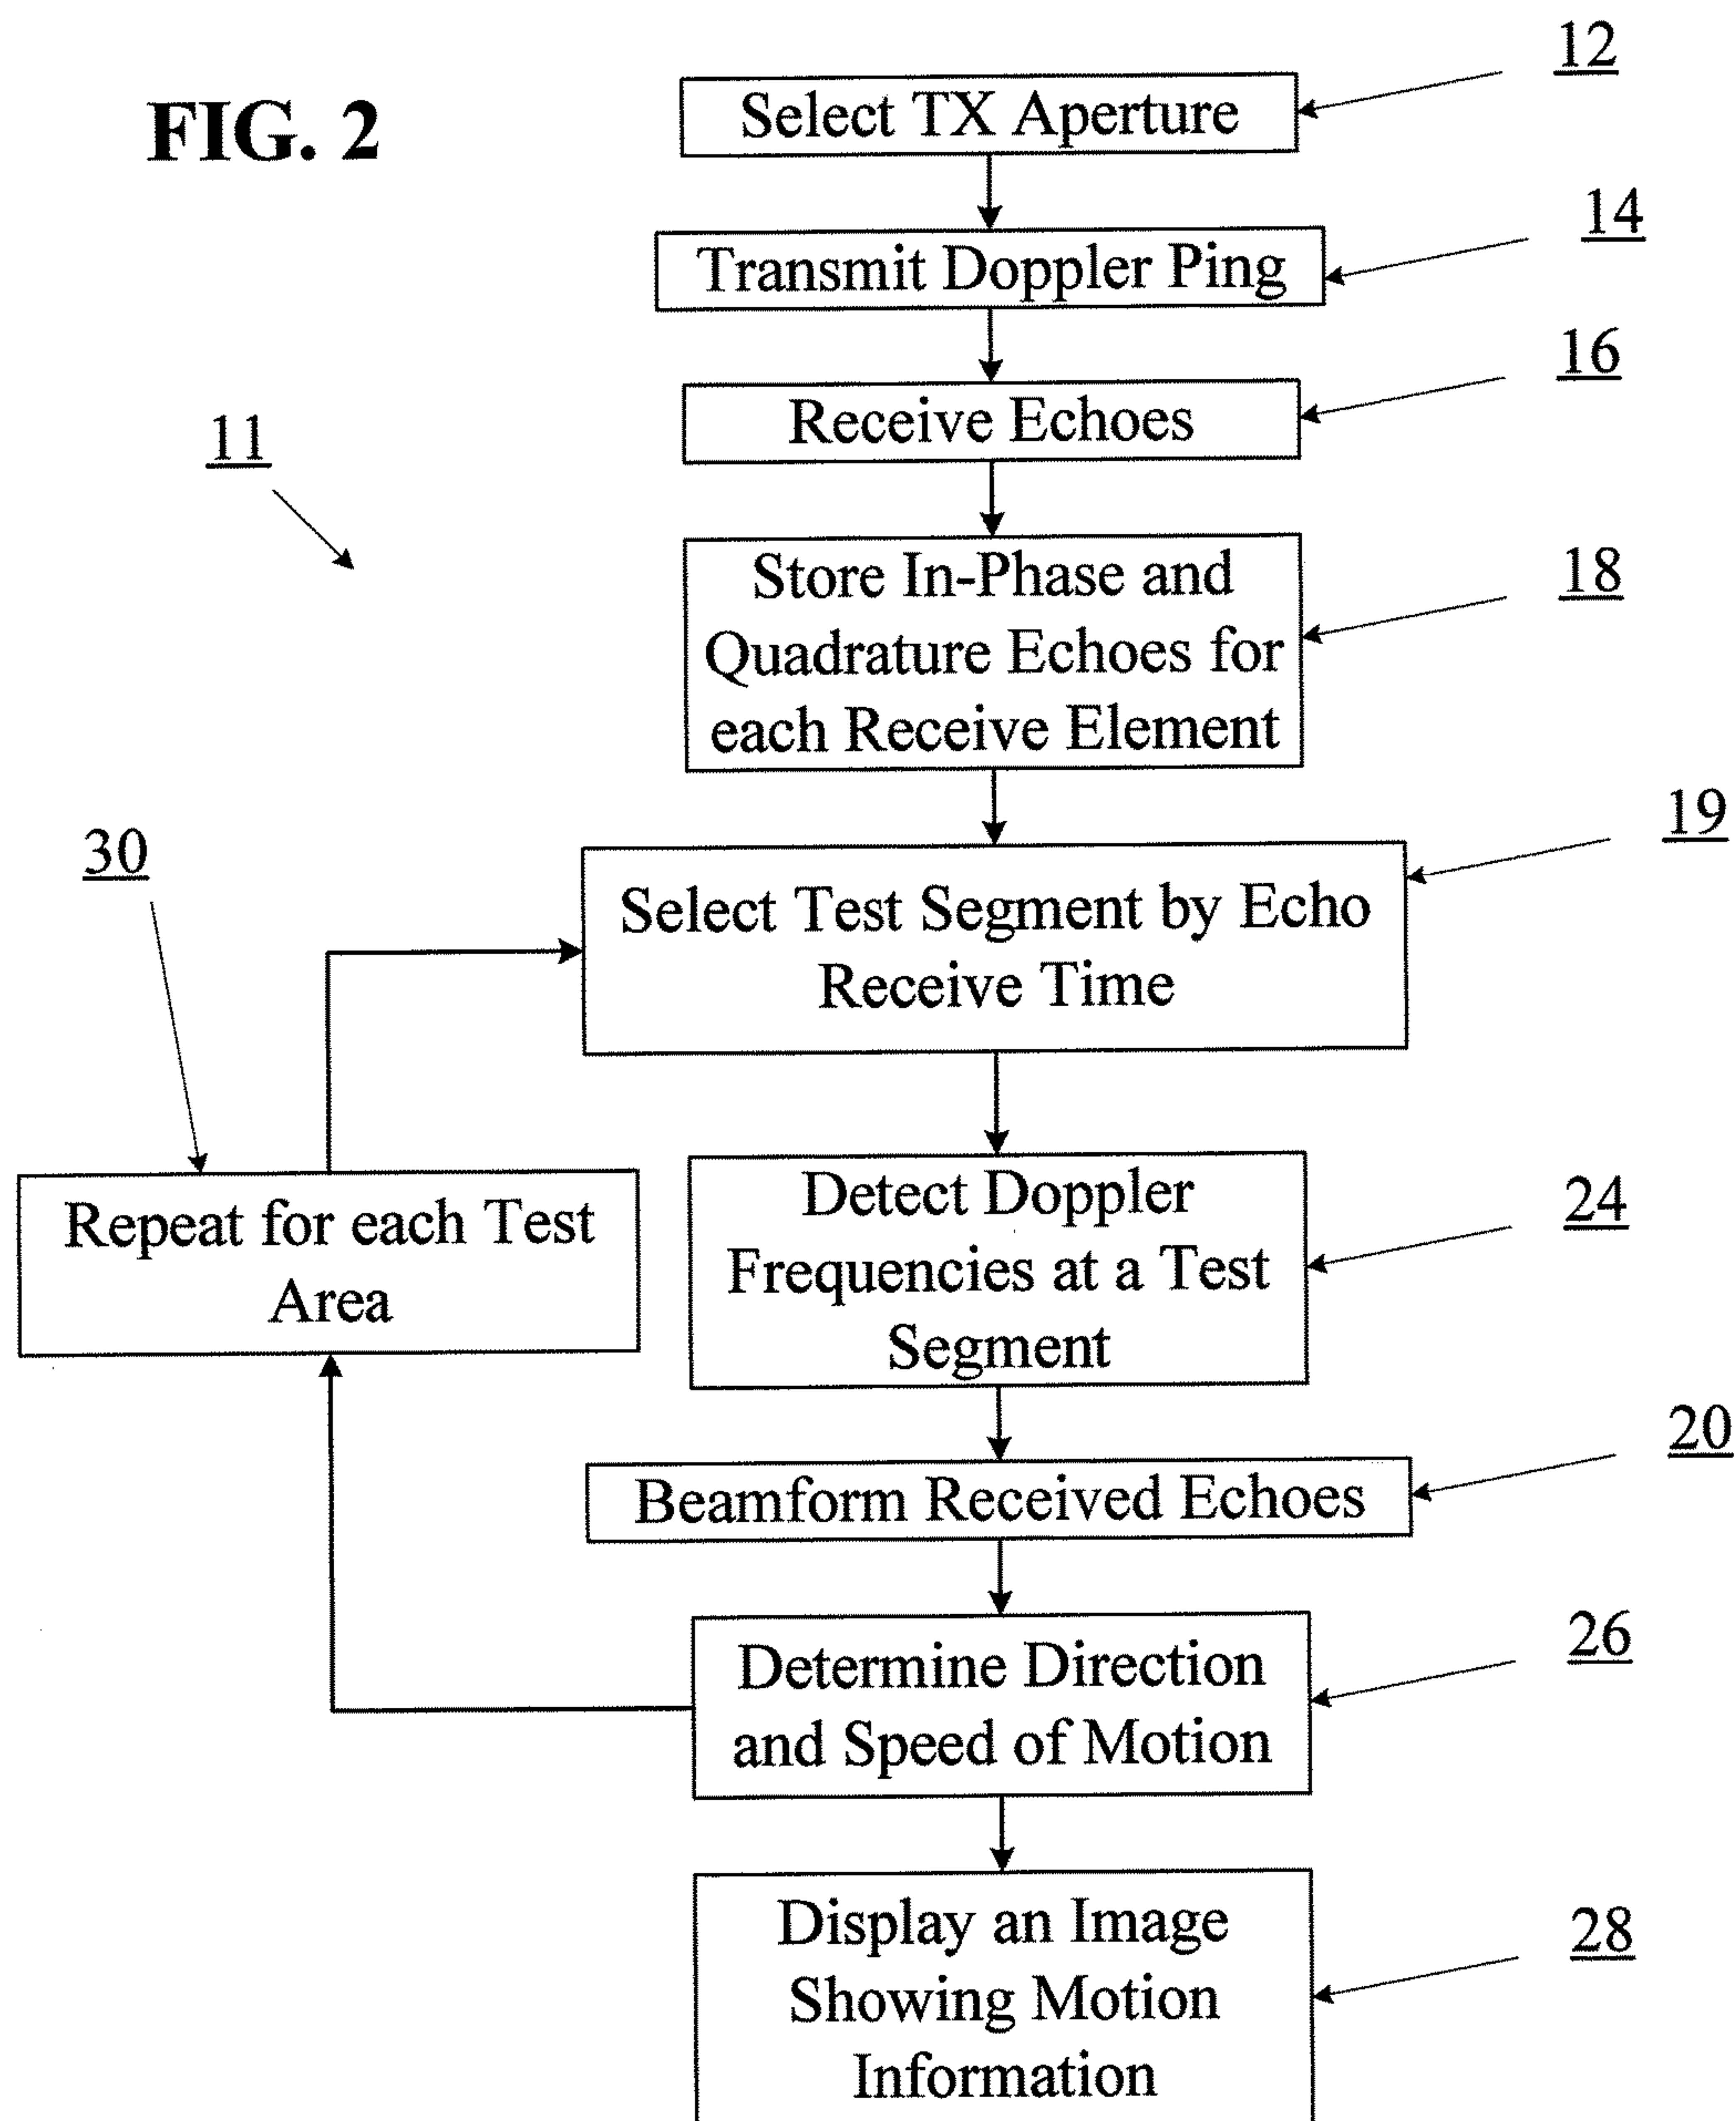 FIG. 2
12
Select TX Aperture
14
Transmit Doppler Ping
16
Receive Echoes
11
18
Store In-Phase and
Quadrature Echoes for
each Receive Element
19
30
Select Test Segment by Echo
Receive Time
24
Detect Doppler
Frequencies at a Test
Segment
Repeat for each Test
Area
20
Beamform Received Echoes
26
Determine Direction
and Speed of Motion
28
Display an Image
Showing Motion
Information